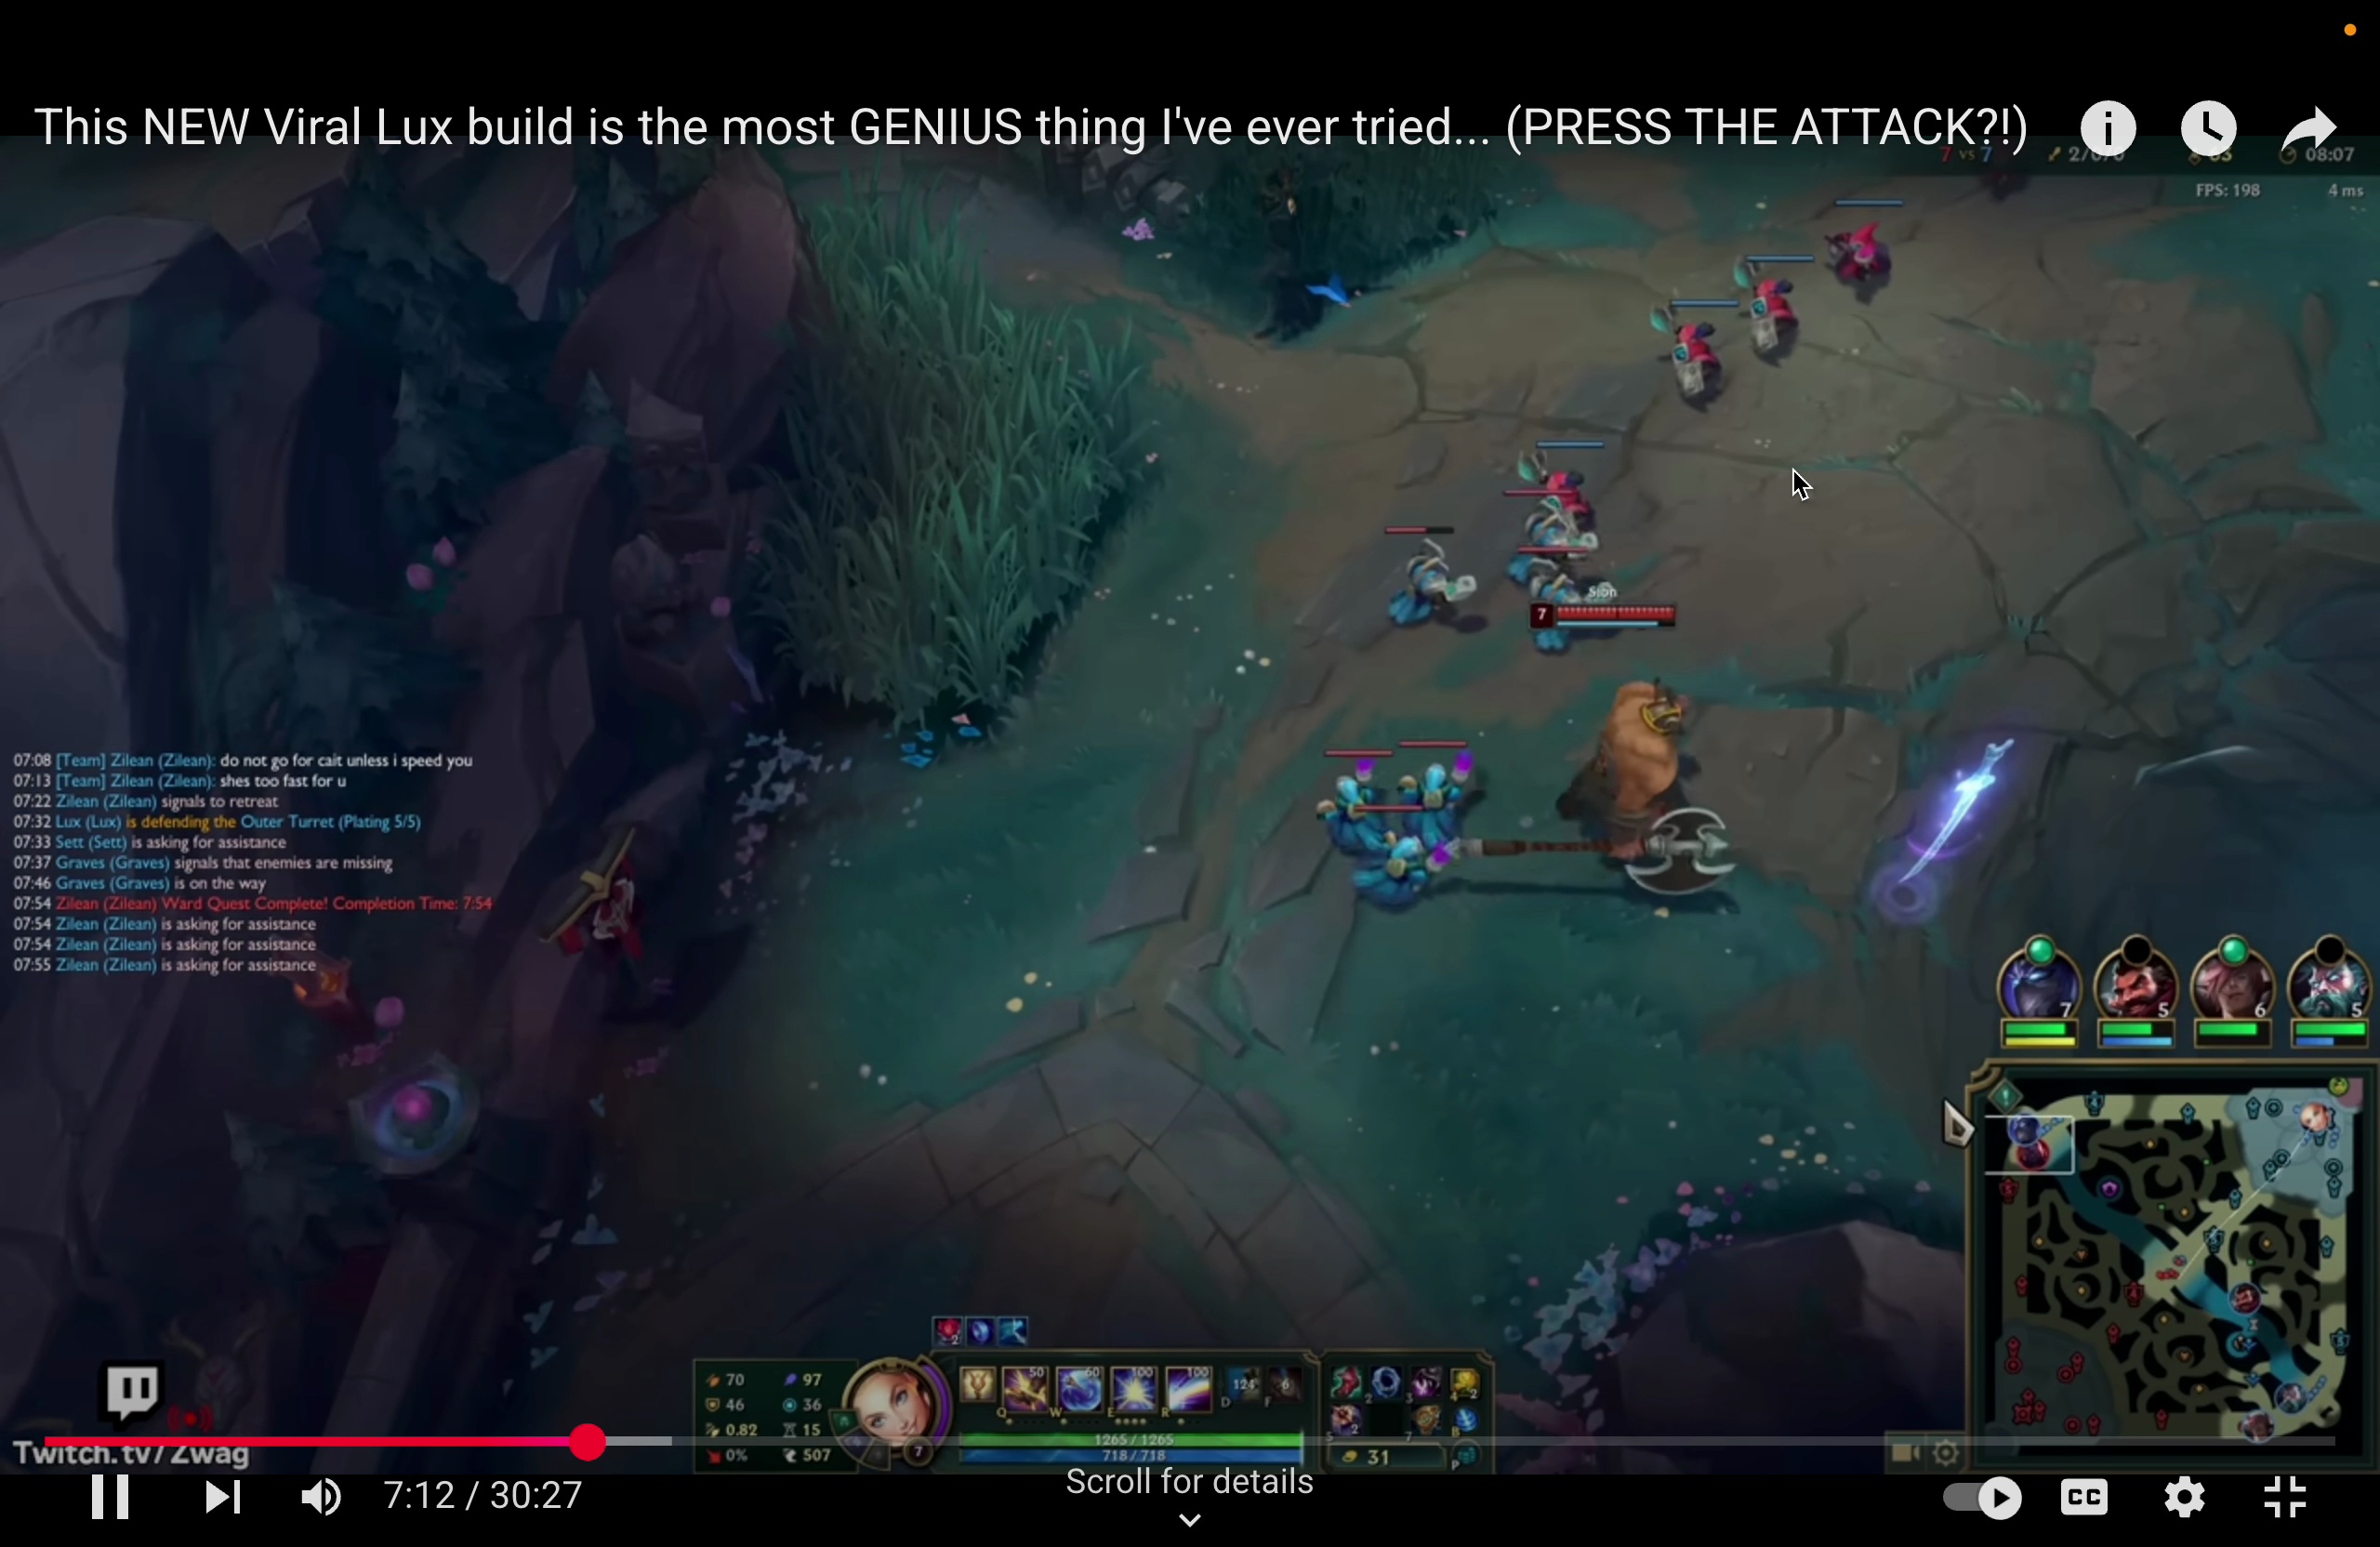 This NEW Viral Lux build is the most GENIUS thing I've ever tried... (PRESS THE ATTACK?!)
7 vs 7
08:07
FPS: 198 4 ms
Sion
7
07:08 [Team] Zilean (Zilean): do not go for cait unless i speed you
07:13 [Team] Zilean (Zilean): shes too fast for u
07:22 Zilean (Zilean) signals to retreat
07:32 Lux (Lux) is defending the Outer Turret (Plating 5/5)
07:33 Sett (Sett) is asking for assistance
07:37 Graves (Graves) signals that enemies are missing
07:46 Graves (Graves) is on the way
07:54 Zilean (Zilean) Ward Quest Complete! Completion Time: 7:54
07:54 Zilean (Zilean) is asking for assistance
07:54 Zilean (Zilean) is asking for assistance
07:55 Zilean (Zilean) is asking for assistance
7 5 6 5
70 97
46 36
0.82 15
0% 507
7
50 60 100 100
124 6
Q W E R D F
1265 / 1265
718 / 718
31
Twitch.tv/Zwag
7:12 / 30:27
Scroll for details
CC